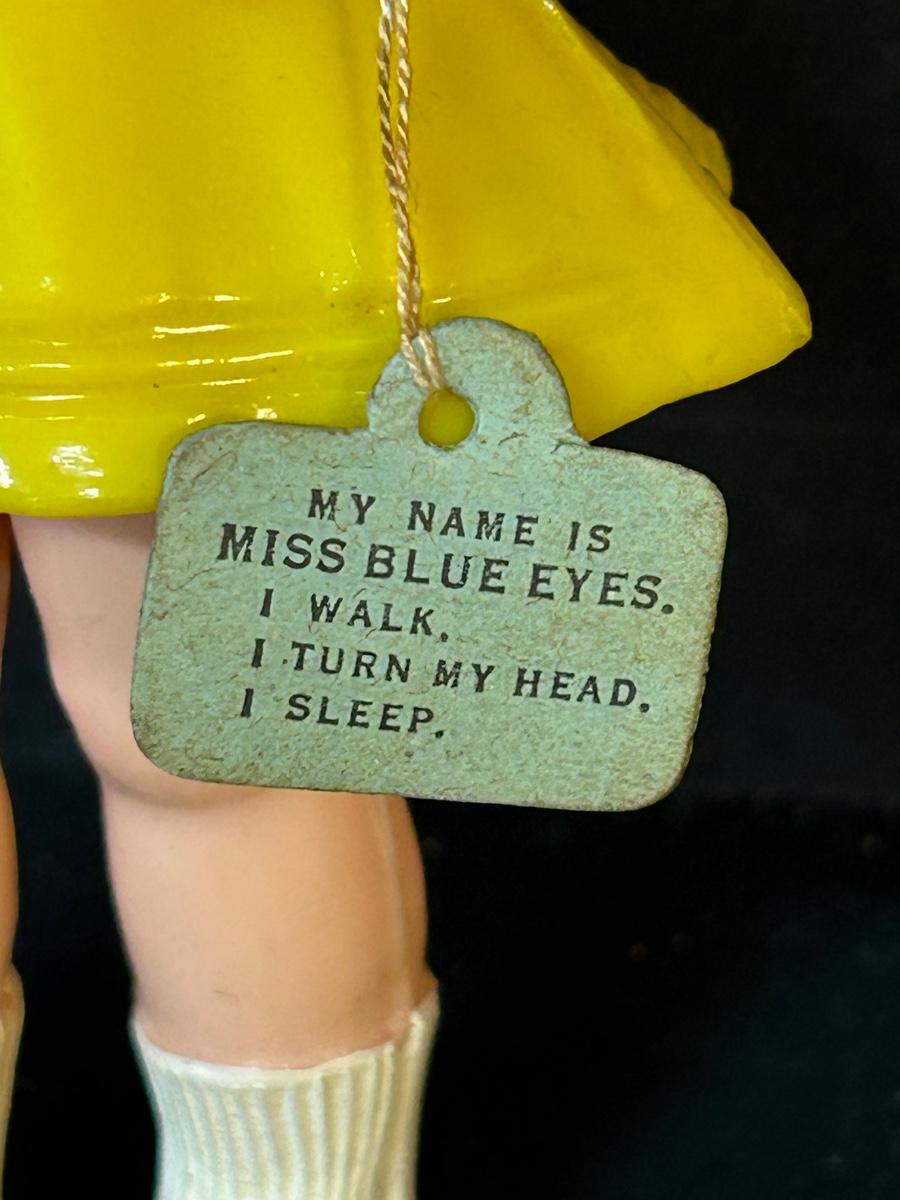 MY NAME IS
MISS BLUE EYES.
I WALK.
I TURN MY HEAD.
I SLEEP.